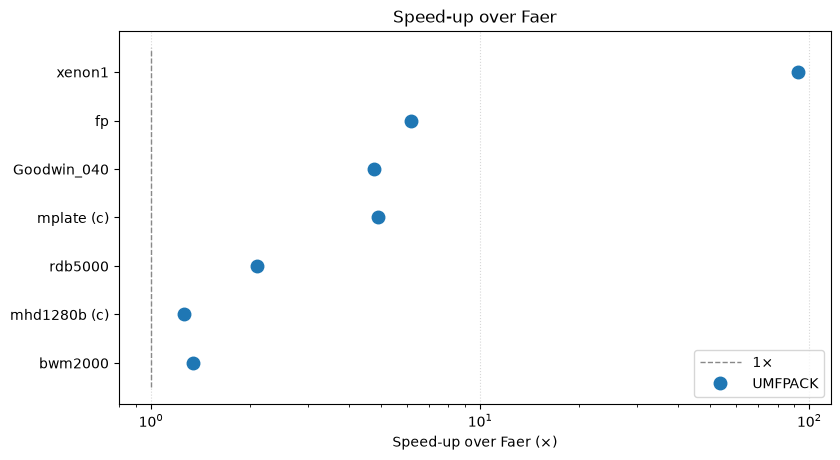 Speed-up over Faer
xenon1
fp
Goodwin_040
mplate (c)
rdb5000
mhd1280b (c)
bwm2000
1×
UMFPACK
10⁰
10¹
10²
Speed-up over Faer (×)